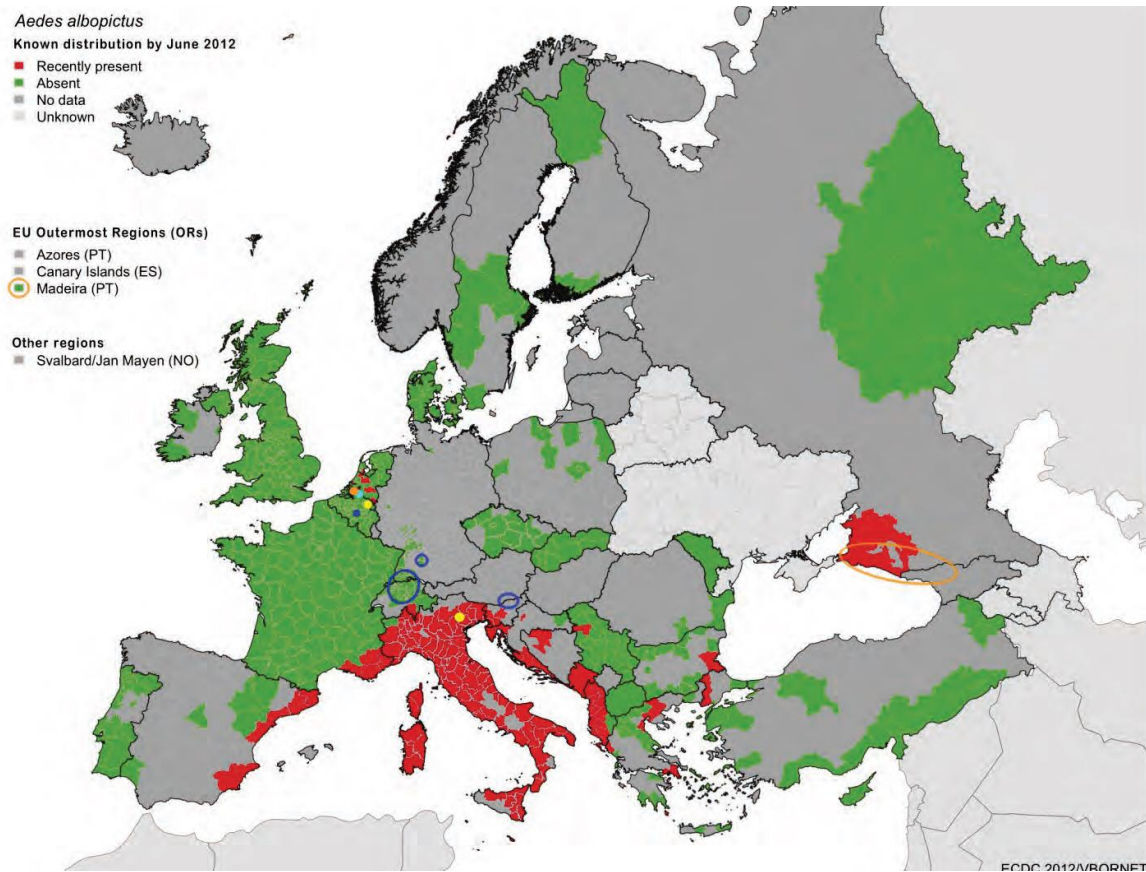 Aedes albopictus
Known distribution by June 2012
Recently present
Absent
No data
Unknown
EU Outermost Regions (ORs)
Azores (PT)
Canary Islands (ES)
Madeira (PT)
Other regions
Svalbard/Jan Mayen (NO)
ECDC 2012/VBORNET